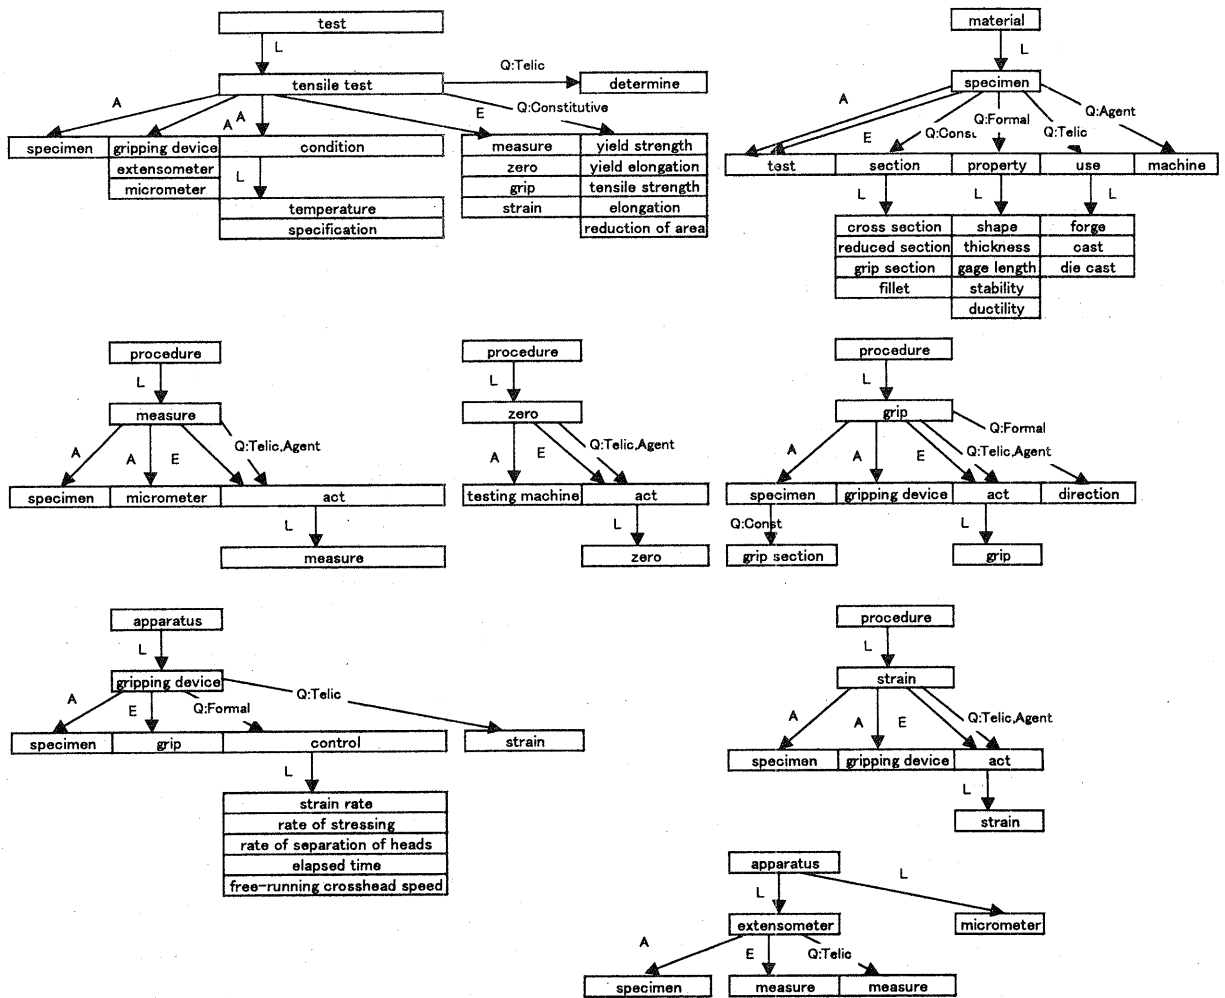 test
L
tensile test
Q:Telic
determine
A
A
A
E
Q:Constitutive
specimen
gripping device
condition
extensometer
micrometer
L
temperature
specification
measure
yield strength
zero
yield elongation
grip
tensile strength
strain
elongation
reduction of area
material
L
specimen
A
E
Q:Formal
Q:Telic
Q:Agent
test
section
property
use
machine
L
L
L
cross section
shape
forge
reduced section
thickness
cast
grip section
gage length
die cast
fillet
stability
ductility
procedure
L
measure
A
A
E
Q:Telic,Agent
specimen
micrometer
act
L
measure
procedure
L
zero
A
E
Q:Telic,Agent
testing machine
act
L
zero
procedure
L
grip
Q:Formal
A
A
E
Q:Telic,Agent
specimen
gripping device
act
direction
Q:Const
L
grip section
grip
apparatus
L
gripping device
A
E
Q:Formal
Q:Telic
specimen
grip
control
strain
L
strain rate
rate of stressing
rate of separation of heads
elapsed time
free-running crosshead speed
procedure
L
strain
A
A
E
Q:Telic,Agent
specimen
gripping device
act
L
strain
apparatus
L
L
extensometer
micrometer
A
E
Q:Telic
specimen
measure
measure